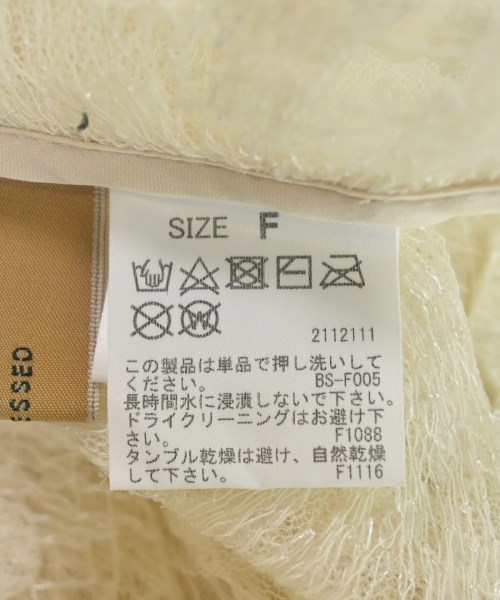 SIZE F
2112111
この製品は単品で押し洗いして
ください。 BS-F005
長時間水に浸漬しないで下さい。
ドライクリーニングはお避け下
さい。 F1088
タンブル乾燥は避け、自然乾燥
して下さい。 F1116
ESSED